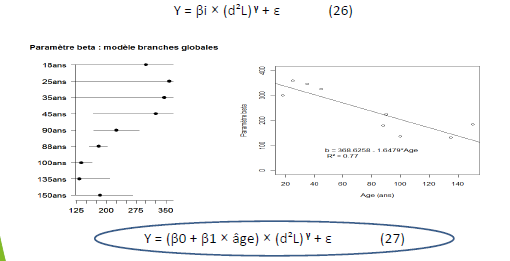 Y = βi × (d²L)ᵞ + ε (26)
Paramètre beta : modèle branches globales
16ans
25ans
35ans
45ans
90ans
88ans
100ans
135ans
150ans
125 200 275 350
Paramètre beta
0 100 200 300 400
b = 368.6258 - 1.6479*Age
R² = 0.77
20 40 60 80 100 120 140
Age (ans)
Y = (β0 + β1 × âge) × (d²L)ᵞ + ε (27)